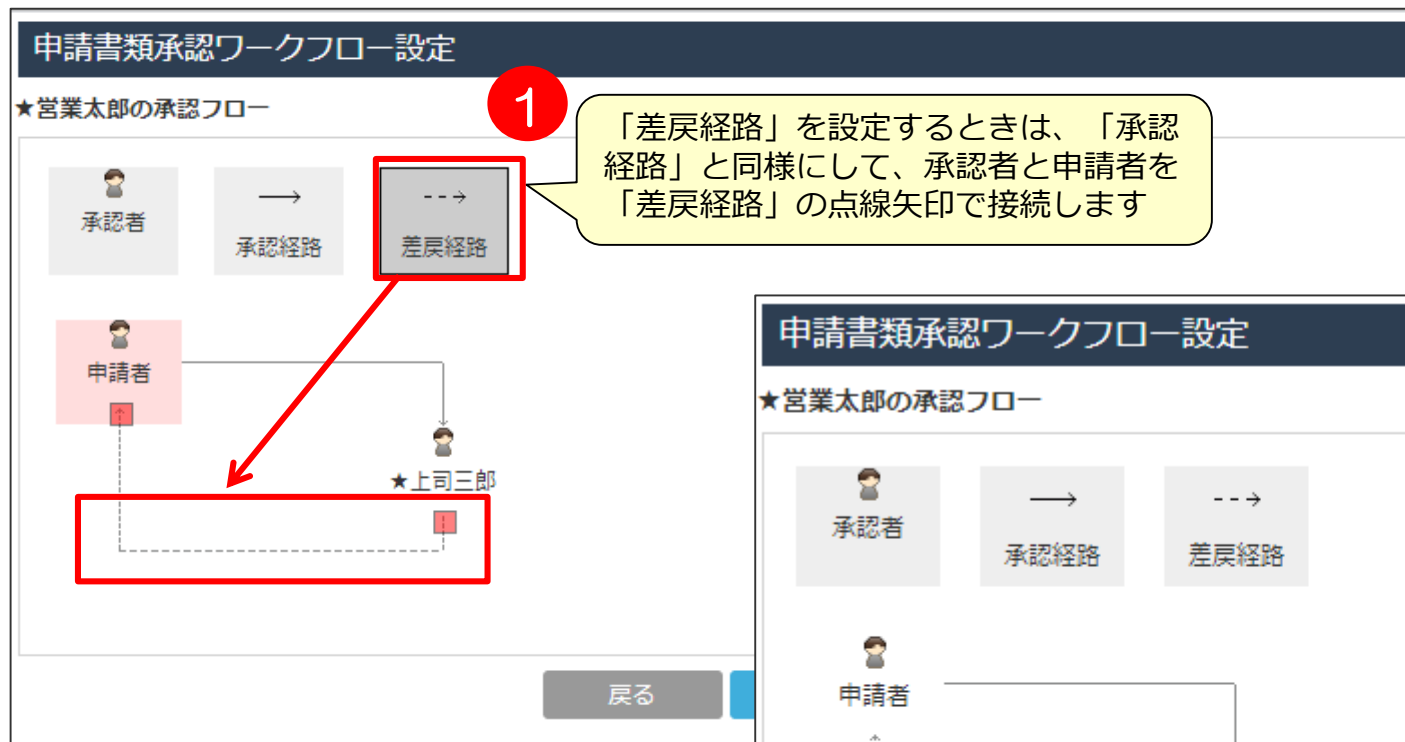 申請書類承認ワークフロー設定
★営業太郎の承認フロー
1
「差戻経路」を設定するときは、「承認
経路」と同様にして、承認者と申請者を
「差戻経路」の点線矢印で接続します
承認者
承認経路
差戻経路
申請者
★上司三郎
戻る
申請書類承認ワークフロー設定
★営業太郎の承認フロー
承認者
承認経路
差戻経路
申請者